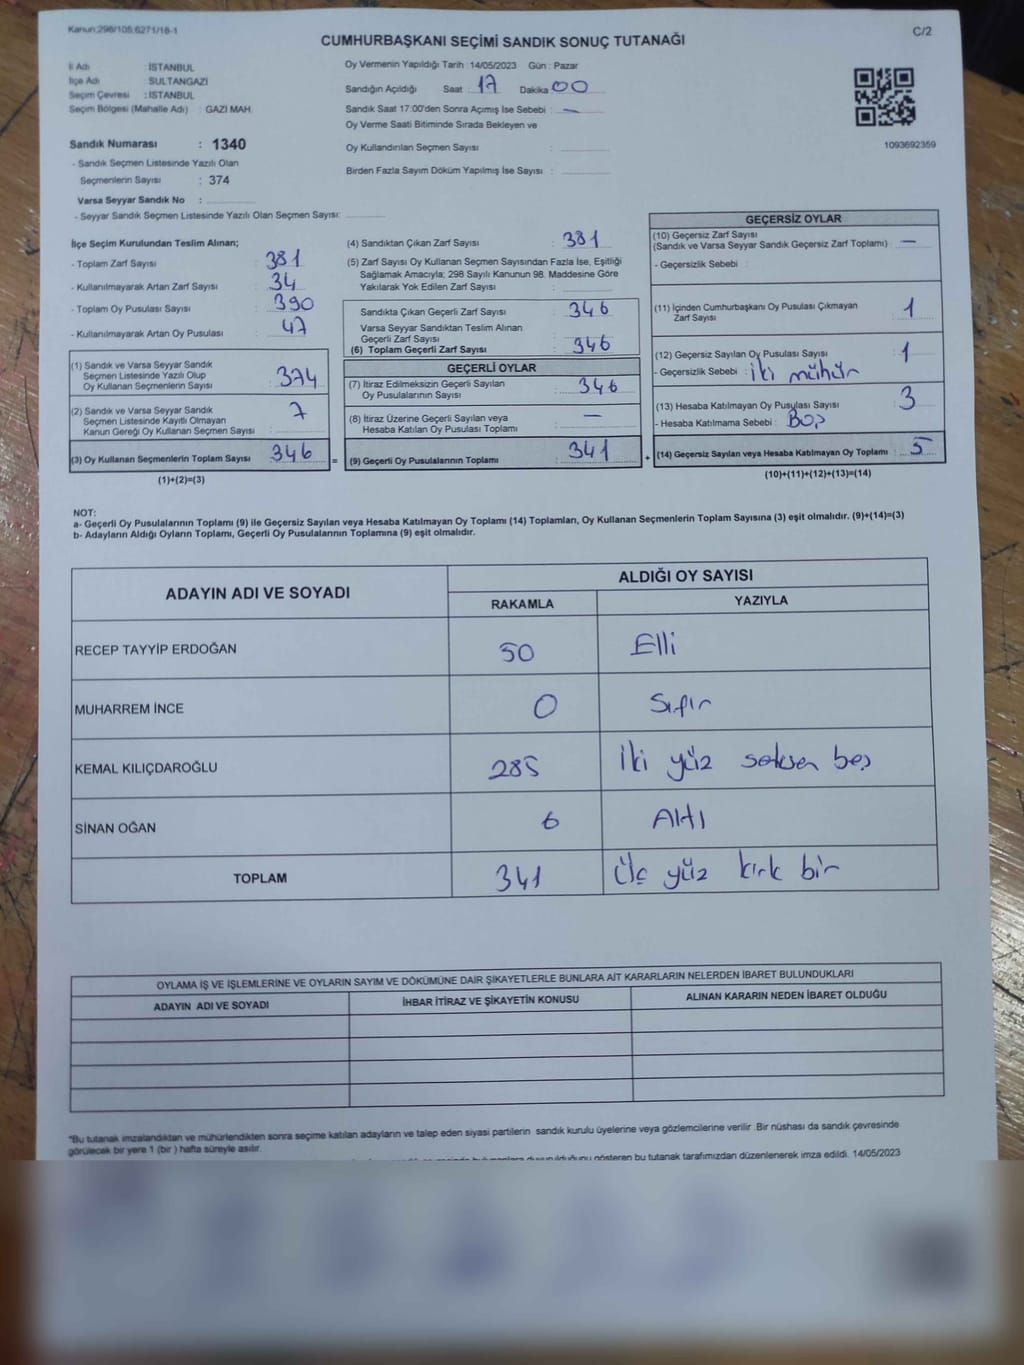 Kanun:298/105,6271/18-1
C/2
CUMHURBAŞKANI SEÇİMİ SANDIK SONUÇ TUTANAĞI
İl Adı : İSTANBUL
İlçe Adı : SULTANGAZİ
Seçim Çevresi : İSTANBUL
Seçim Bölgesi (Mahalle Adı) : GAZİ MAH.
Sandık Numarası : 1340
- Sandık Seçmen Listesinde Yazılı Olan
Seçmenlerin Sayısı : 374
Varsa Seyyar Sandık No :
- Seyyar Sandık Seçmen Listesinde Yazılı Olan Seçmen Sayısı:
Oy Vermenin Yapıldığı Tarih :14/05/2023 Gün : Pazar
Sandığın Açıldığı Saat 17 Dakika 00
Sandık Saat 17:00'den Sonra Açımış İse Sebebi : —
Oy Verme Saati Bitiminde Sırada Bekleyen ve
Oy Kullandırılan Seçmen Sayısı :
Birden Fazla Sayım Döküm Yapılmış İse Sayısı :
1093692359
İlçe Seçim Kurulundan Teslim Alınan;
- Toplam Zarf Sayısı : 381
- Kullanılmayarak Artan Zarf Sayısı : 34
- Toplam Oy Pusulası Sayısı : 390
- Kullanılmayarak Artan Oy Pusulası : 47
(1) Sandık ve Varsa Seyyar Sandık
Seçmen Listesinde Yazılı Olup
Oy Kullanan Seçmenlerin Sayısı : 374
(2) Sandık ve Varsa Seyyar Sandık
Seçmen Listesinde Kayıtlı Olmayan
Kanun Gereği Oy Kullanan Seçmen Sayısı : 7
(3) Oy Kullanan Seçmenlerin Toplam Sayısı : 346 =
(1)+(2)=(3)
(4) Sandıktan Çıkan Zarf Sayısı : 381
(5) Zarf Sayısı Oy Kullanan Seçmen Sayısından Fazla İse, Eşitliği
Sağlamak Amacıyla; 298 Sayılı Kanunun 98. Maddesine Göre
Yakılarak Yok Edilen Zarf Sayısı :
Sandıkta Çıkan Geçerli Zarf Sayısı : 346
Varsa Seyyar Sandıktan Teslim Alınan
Geçerli Zarf Sayısı :
(6) Toplam Geçerli Zarf Sayısı : 346
GEÇERLİ OYLAR
(7) İtiraz Edilmeksizin Geçerli Sayılan
Oy Pusulalarının Sayısı : 346
(8) İtiraz Üzerine Geçerli Sayılan veya
Hesaba Katılan Oy Pusulası Toplamı : —
(9) Geçerli Oy Pusulalarının Toplamı : 341 +
GEÇERSİZ OYLAR
(10) Geçersiz Zarf Sayısı
(Sandık ve Varsa Seyyar Sandık Geçersiz Zarf Toplamı) : —
- Geçersizlik Sebebi :
(11) İçinden Cumhurbaşkanı Oy Pusulası Çıkmayan
Zarf Sayısı : 1
(12) Geçersiz Sayılan Oy Pusulası Sayısı : 1
- Geçersizlik Sebebi : iki mühür
(13) Hesaba Katılmayan Oy Pusulası Sayısı : 3
- Hesaba Katılmama Sebebi : Boş
(14) Geçersiz Sayılan veya Hesaba Katılmayan Oy Toplamı : 5
(10)+(11)+(12)+(13)=(14)
NOT:
a- Geçerli Oy Pusulalarının Toplamı (9) ile Geçersiz Sayılan veya Hesaba Katılmayan Oy Toplamı (14) Toplamları, Oy Kullanan Seçmenlerin Toplam Sayısına (3) eşit olmalıdır. (9)+(14)=(3)
b- Adayların Aldığı Oyların Toplamı, Geçerli Oy Pusulalarının Toplamına (9) eşit olmalıdır.
ADAYIN ADI VE SOYADI
ALDIĞI OY SAYISI
RAKAMLA YAZIYLA
RECEP TAYYİP ERDOĞAN 50 Elli
MUHARREM İNCE 0 Sıfır
KEMAL KILIÇDAROĞLU 285 İki yüz seksen beş
SİNAN OĞAN 6 Altı
TOPLAM 341 Üç yüz kırk bir
OYLAMA İŞ VE İŞLEMLERİNE VE OYLARIN SAYIM VE DÖKÜMÜNE DAİR ŞİKAYETLERLE BUNLARA AİT KARARLARIN NELERDEN İBARET BULUNDUKLARI
ADAYIN ADI VE SOYADI İHBAR İTİRAZ VE ŞİKAYETİN KONUSU ALINAN KARARIN NEDEN İBARET OLDUĞU
*Bu tutanak imzalandıktan ve mühürlendikten sonra seçime katılan adayların ve talep eden siyasi partilerin sandık kurulu üyelerine veya gözlemcilerine verilir .Bir nüshası da sandık çevresinde
görülecek bir yere 1 (bir ) hafta süreyle asılır.
gösteren bu tutanak tarafımızdan düzenlenerek imza edildi. 14/05/2023